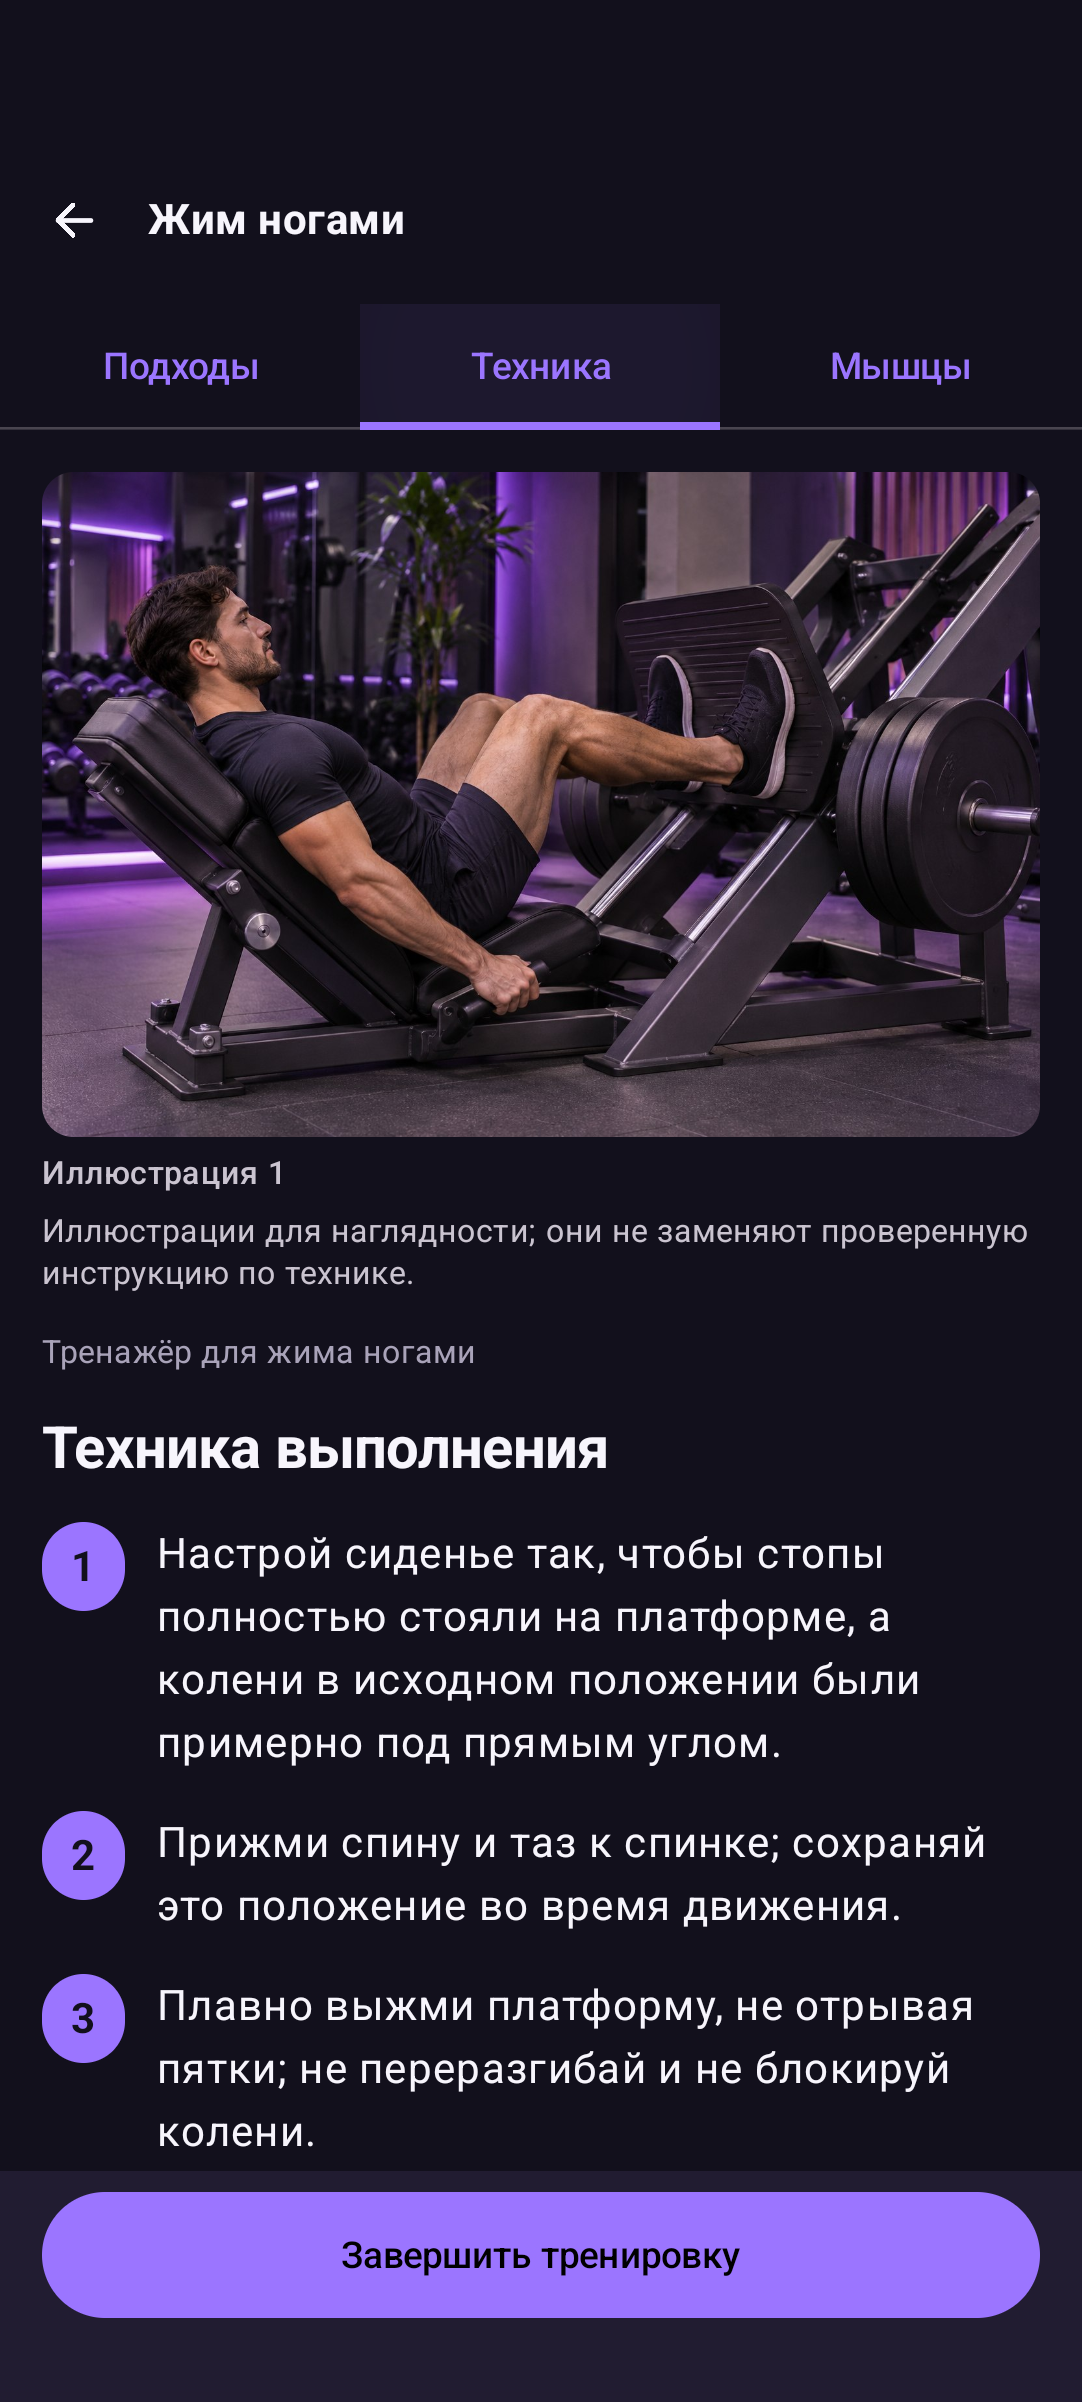 Жим ногами
Подходы
Техника
Мышцы
Иллюстрация 1
Иллюстрации для наглядности; они не заменяют проверенную
инструкцию по технике.
Тренажёр для жима ногами
Техника выполнения
1
Настрой сиденье так, чтобы стопы
полностью стояли на платформе, а
колени в исходном положении были
примерно под прямым углом.
2
Прижми спину и таз к спинке; сохраняй
это положение во время движения.
3
Плавно выжми платформу, не отрывая
пятки; не переразгибай и не блокируй
колени.
Завершить тренировку